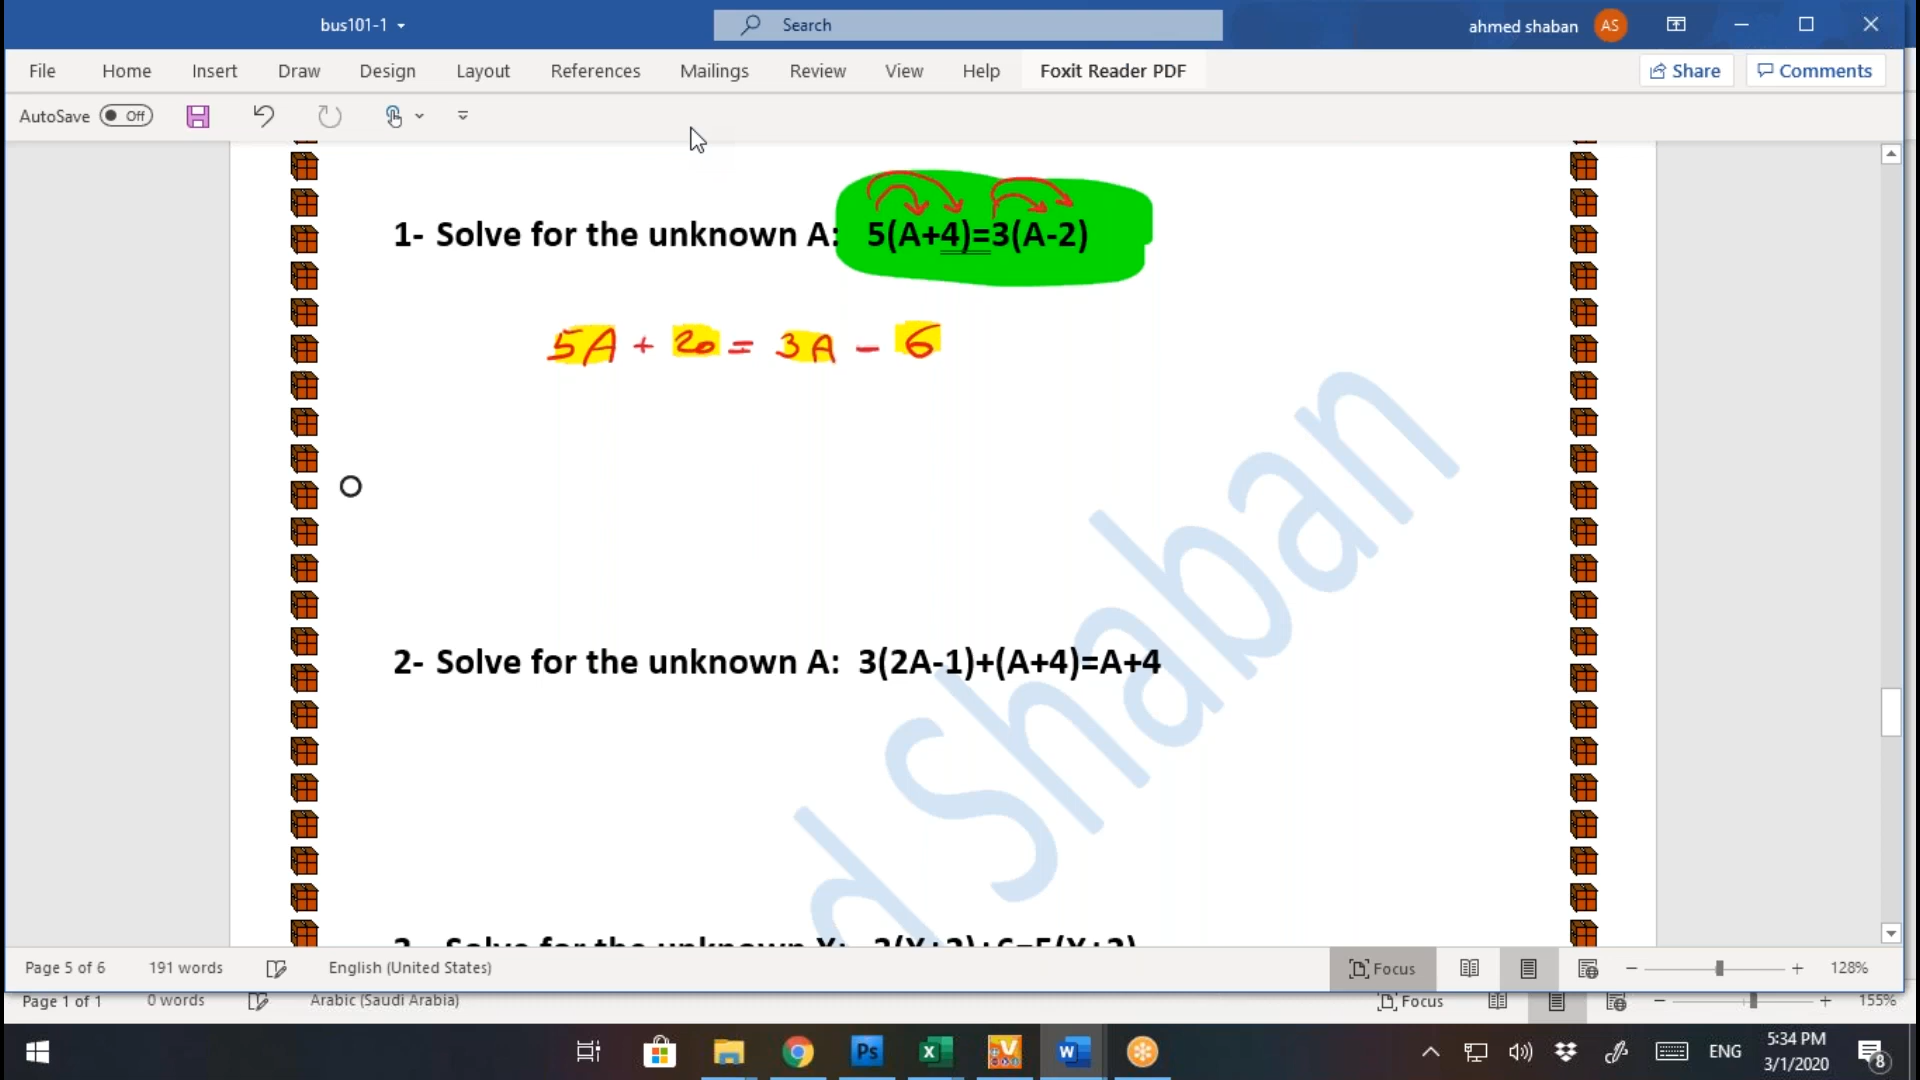 bus101-1
Search
ahmed shaban AS
File Home Insert Draw Design Layout References Mailings Review View Help Foxit Reader PDF Share Comments
AutoSave Off
1- Solve for the unknown A: 5(A+4)=3(A-2)
5A + 20 = 3A - 6
2- Solve for the unknown A: 3(2A-1)+(A+4)=A+4
d Shaban
Page 5 of 6 191 words English (United States) Focus 128%
Page 1 of 1 0 words Arabic (Saudi Arabia) Focus 155%
Ps ENG 5:34 PM
3/1/2020 8